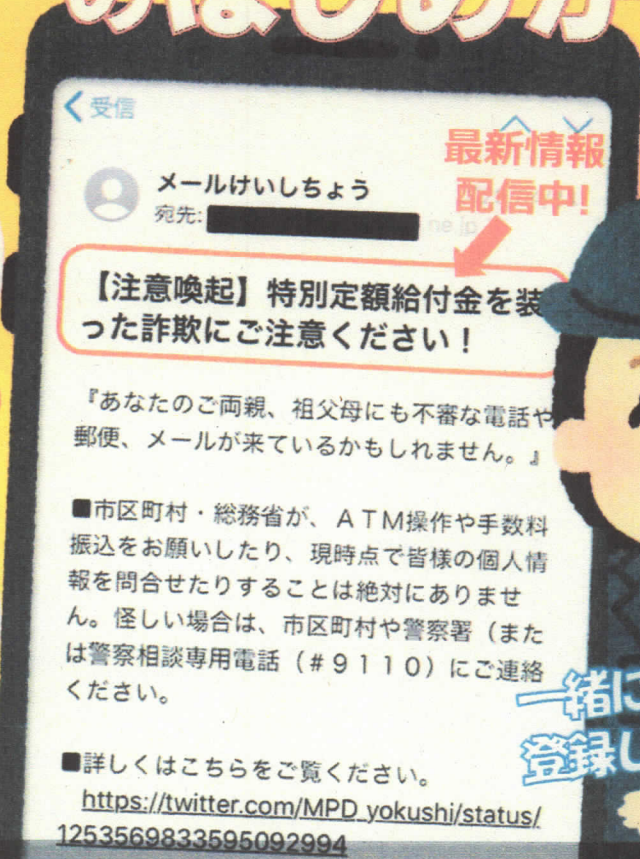 のはじめか
受信
最新情報
配信中!
メールけいしちょう
宛先:
ne.jp
【注意喚起】特別定額給付金を装
った詐欺にご注意ください！
『あなたのご両親、祖父母にも不審な電話や
郵便、メールが来ているかもしれません。』
■市区町村・総務省が、ＡＴＭ操作や手数料
振込をお願いしたり、現時点で皆様の個人情
報を問合せたりすることは絶対にありませ
ん。怪しい場合は、市区町村や警察署（また
は警察相談専用電話（＃９１１０）にご連絡
ください。
一緒に
登録し
■詳しくはこちらをご覧ください。
https://twitter.com/MPD_yokushi/status/
1253569833595092994